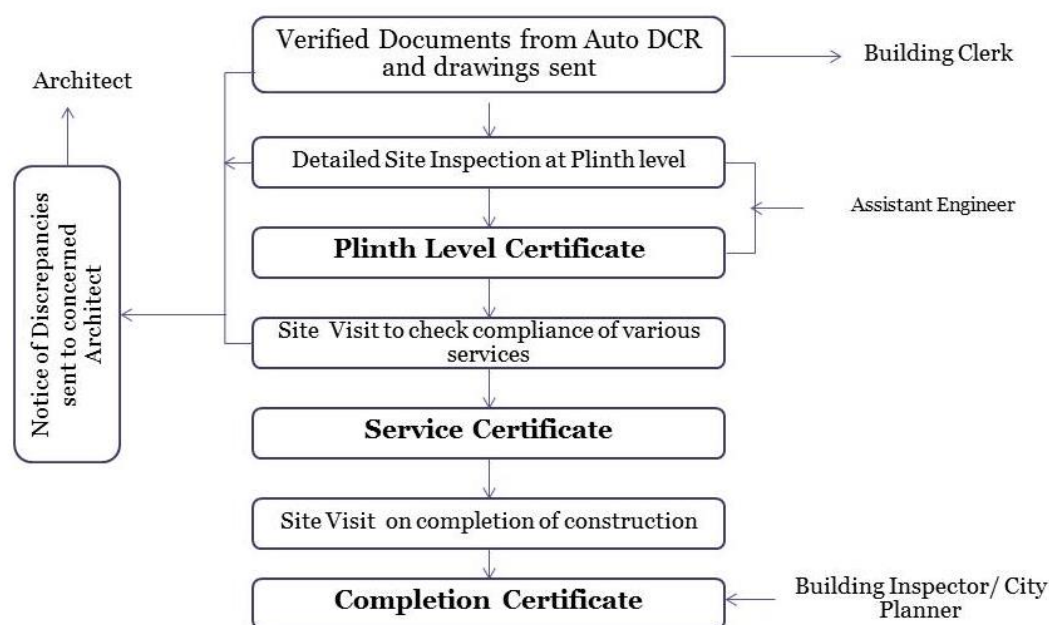 Verified Documents from Auto DCR
and drawings sent
Building Clerk
Architect
Detailed Site Inspection at Plinth level
Assistant Engineer
Plinth Level Certificate
Notice of Discrepancies
sent to concerned
Architect
Site Visit to check compliance of various
services
Service Certificate
Site Visit on completion of construction
Completion Certificate
Building Inspector/ City
Planner